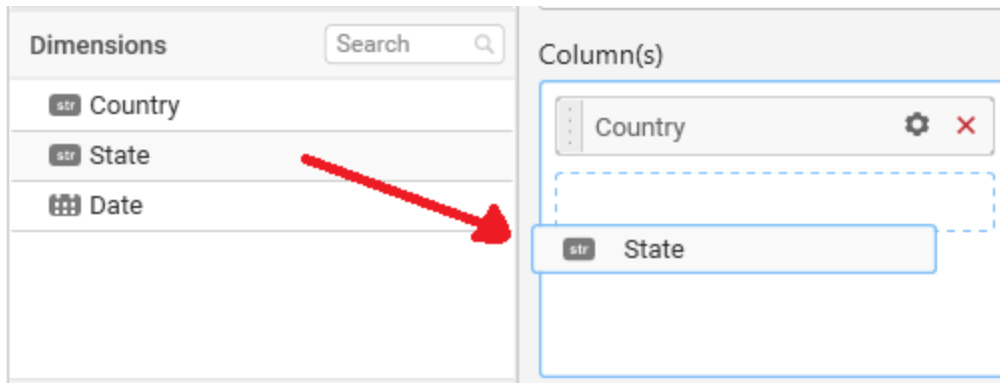 Dimensions
Search
str Country
str State
Date
Column(s)
Country
str State